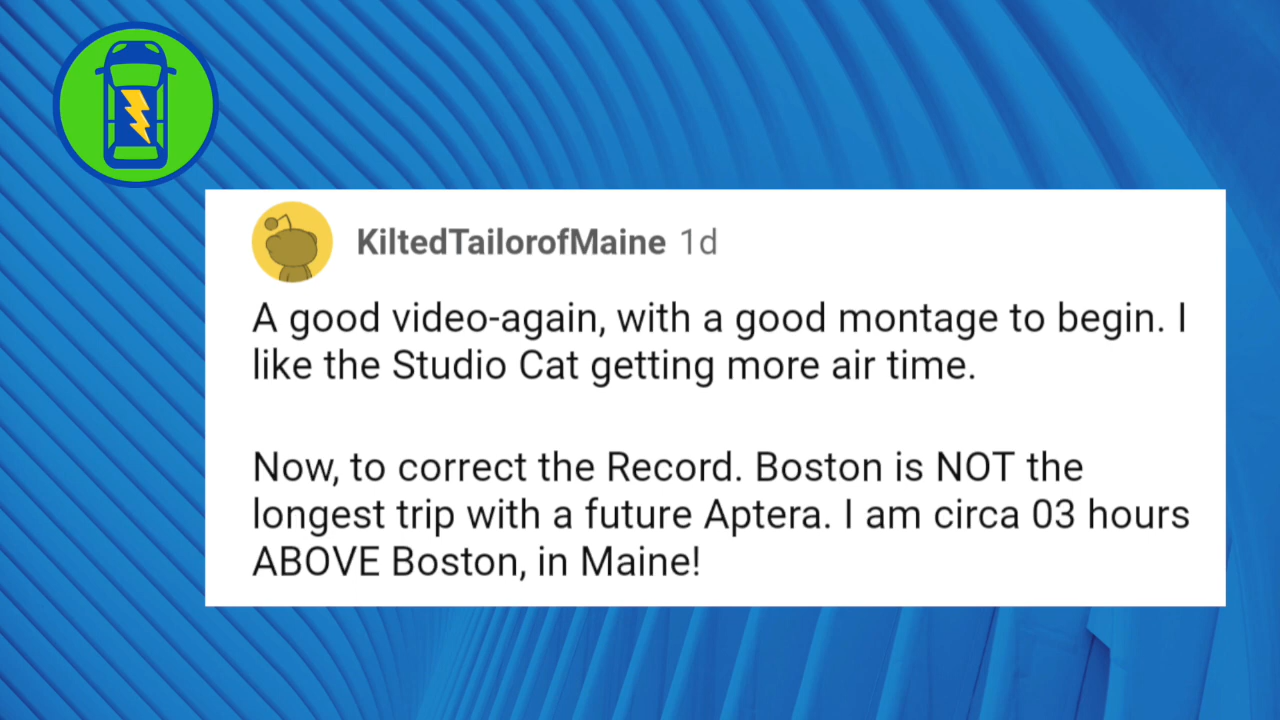 KiltedTailorofMaine 1d
A good video-again, with a good montage to begin. I
like the Studio Cat getting more air time.
Now, to correct the Record. Boston is NOT the
longest trip with a future Aptera. I am circa 03 hours
ABOVE Boston, in Maine!